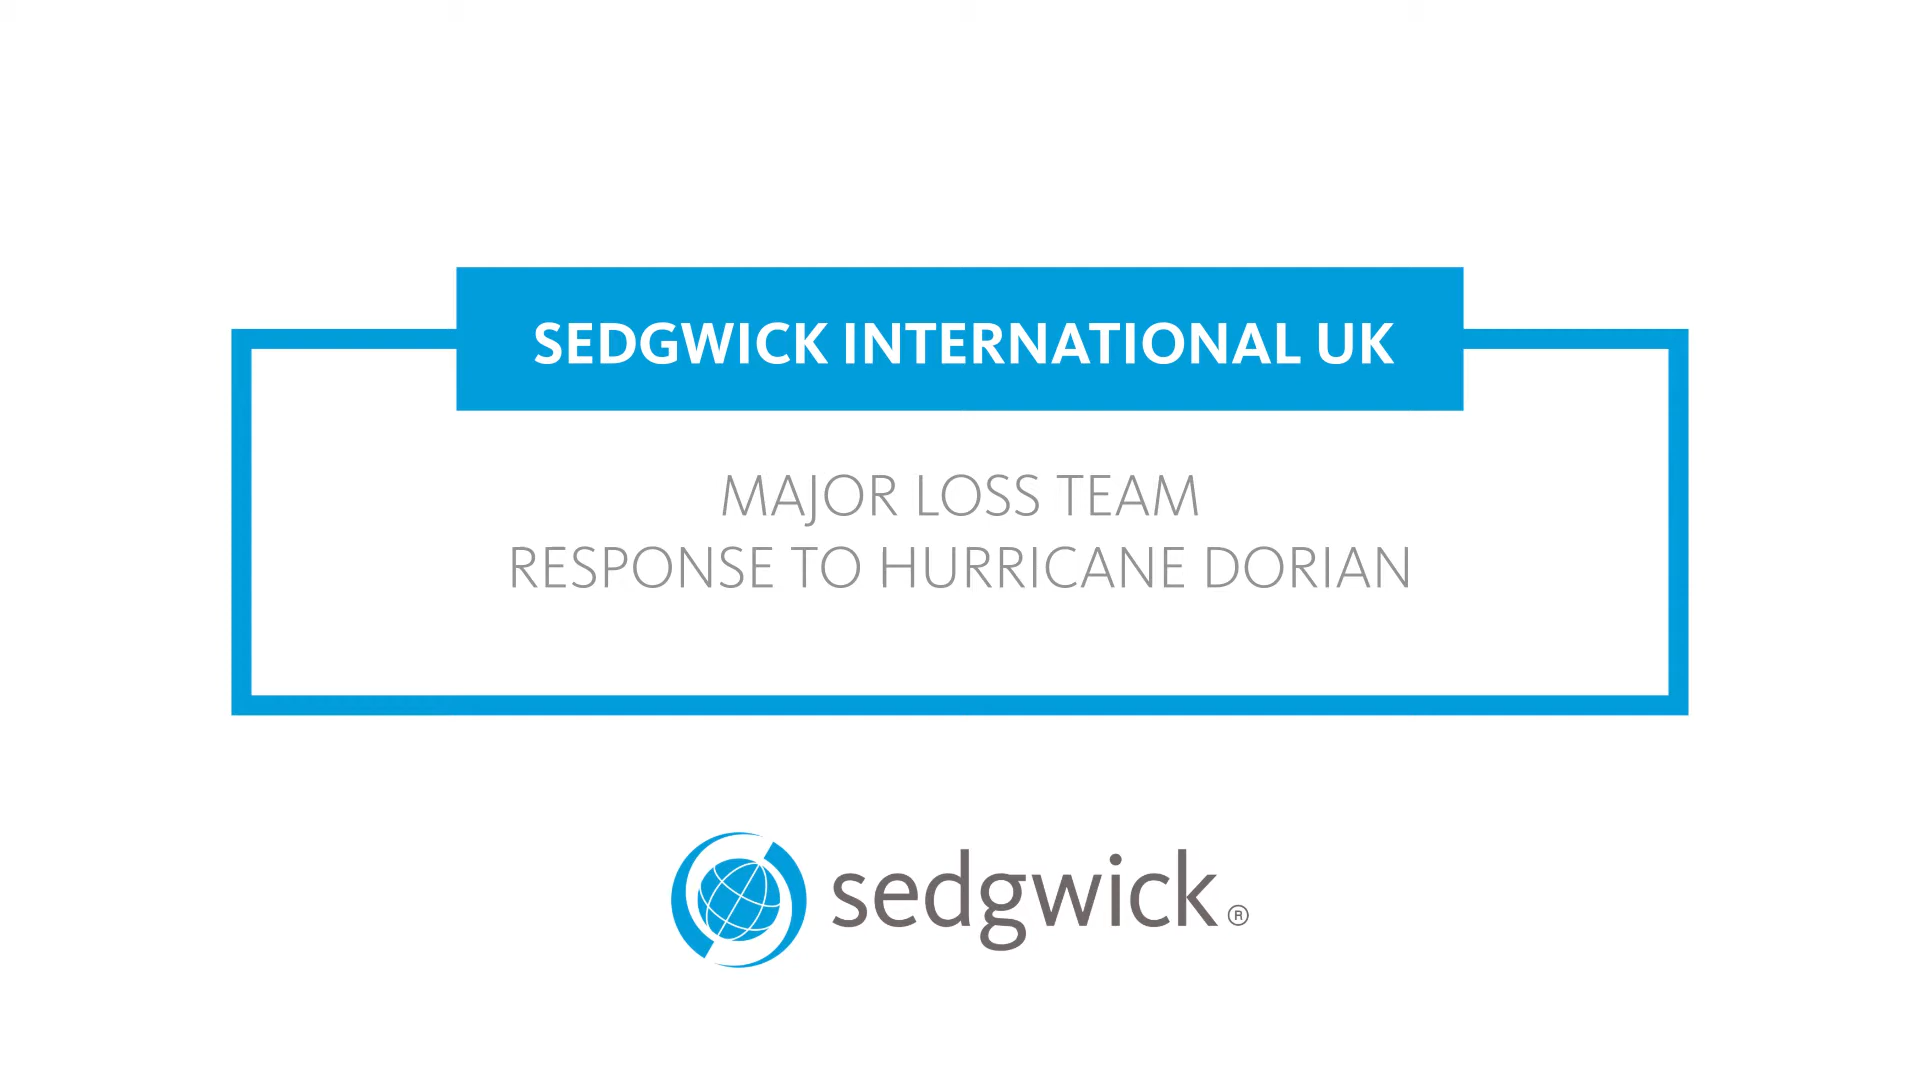 SEDGWICK INTERNATIONAL UK
MAJOR LOSS TEAM
RESPONSE TO HURRICANE DORIAN
sedgwick®